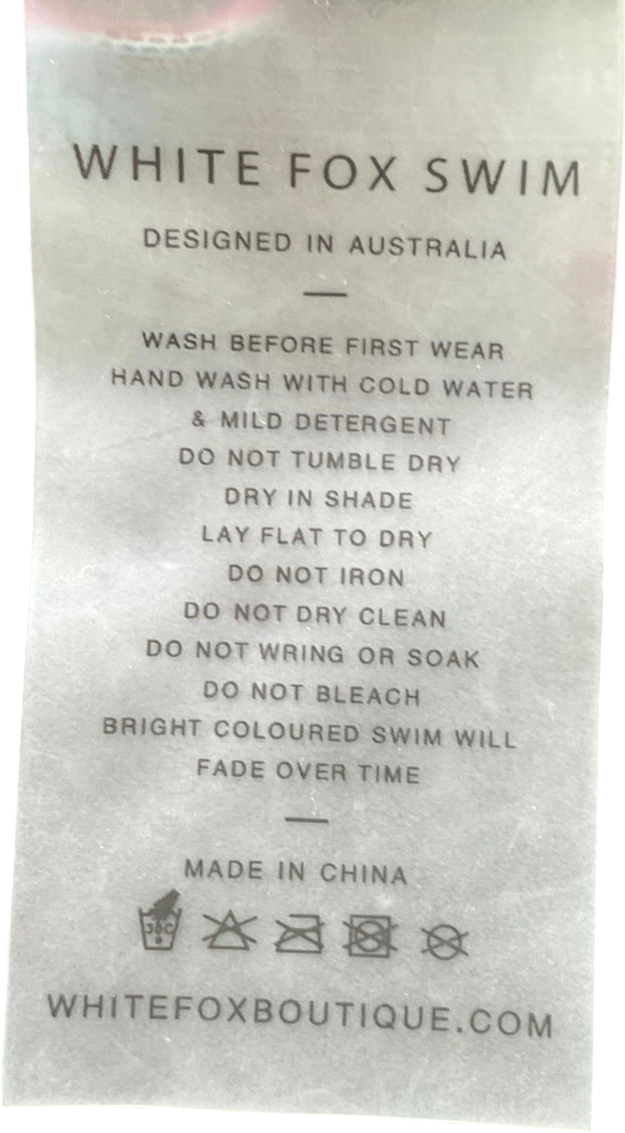 WHITE FOX SWIM
DESIGNED IN AUSTRALIA
WASH BEFORE FIRST WEAR
HAND WASH WITH COLD WATER
& MILD DETERGENT
DO NOT TUMBLE DRY
DRY IN SHADE
LAY FLAT TO DRY
DO NOT IRON
DO NOT DRY CLEAN
DO NOT WRING OR SOAK
DO NOT BLEACH
BRIGHT COLOURED SWIM WILL
FADE OVER TIME
MADE IN CHINA
WHITEFOXBOUTIQUE.COM